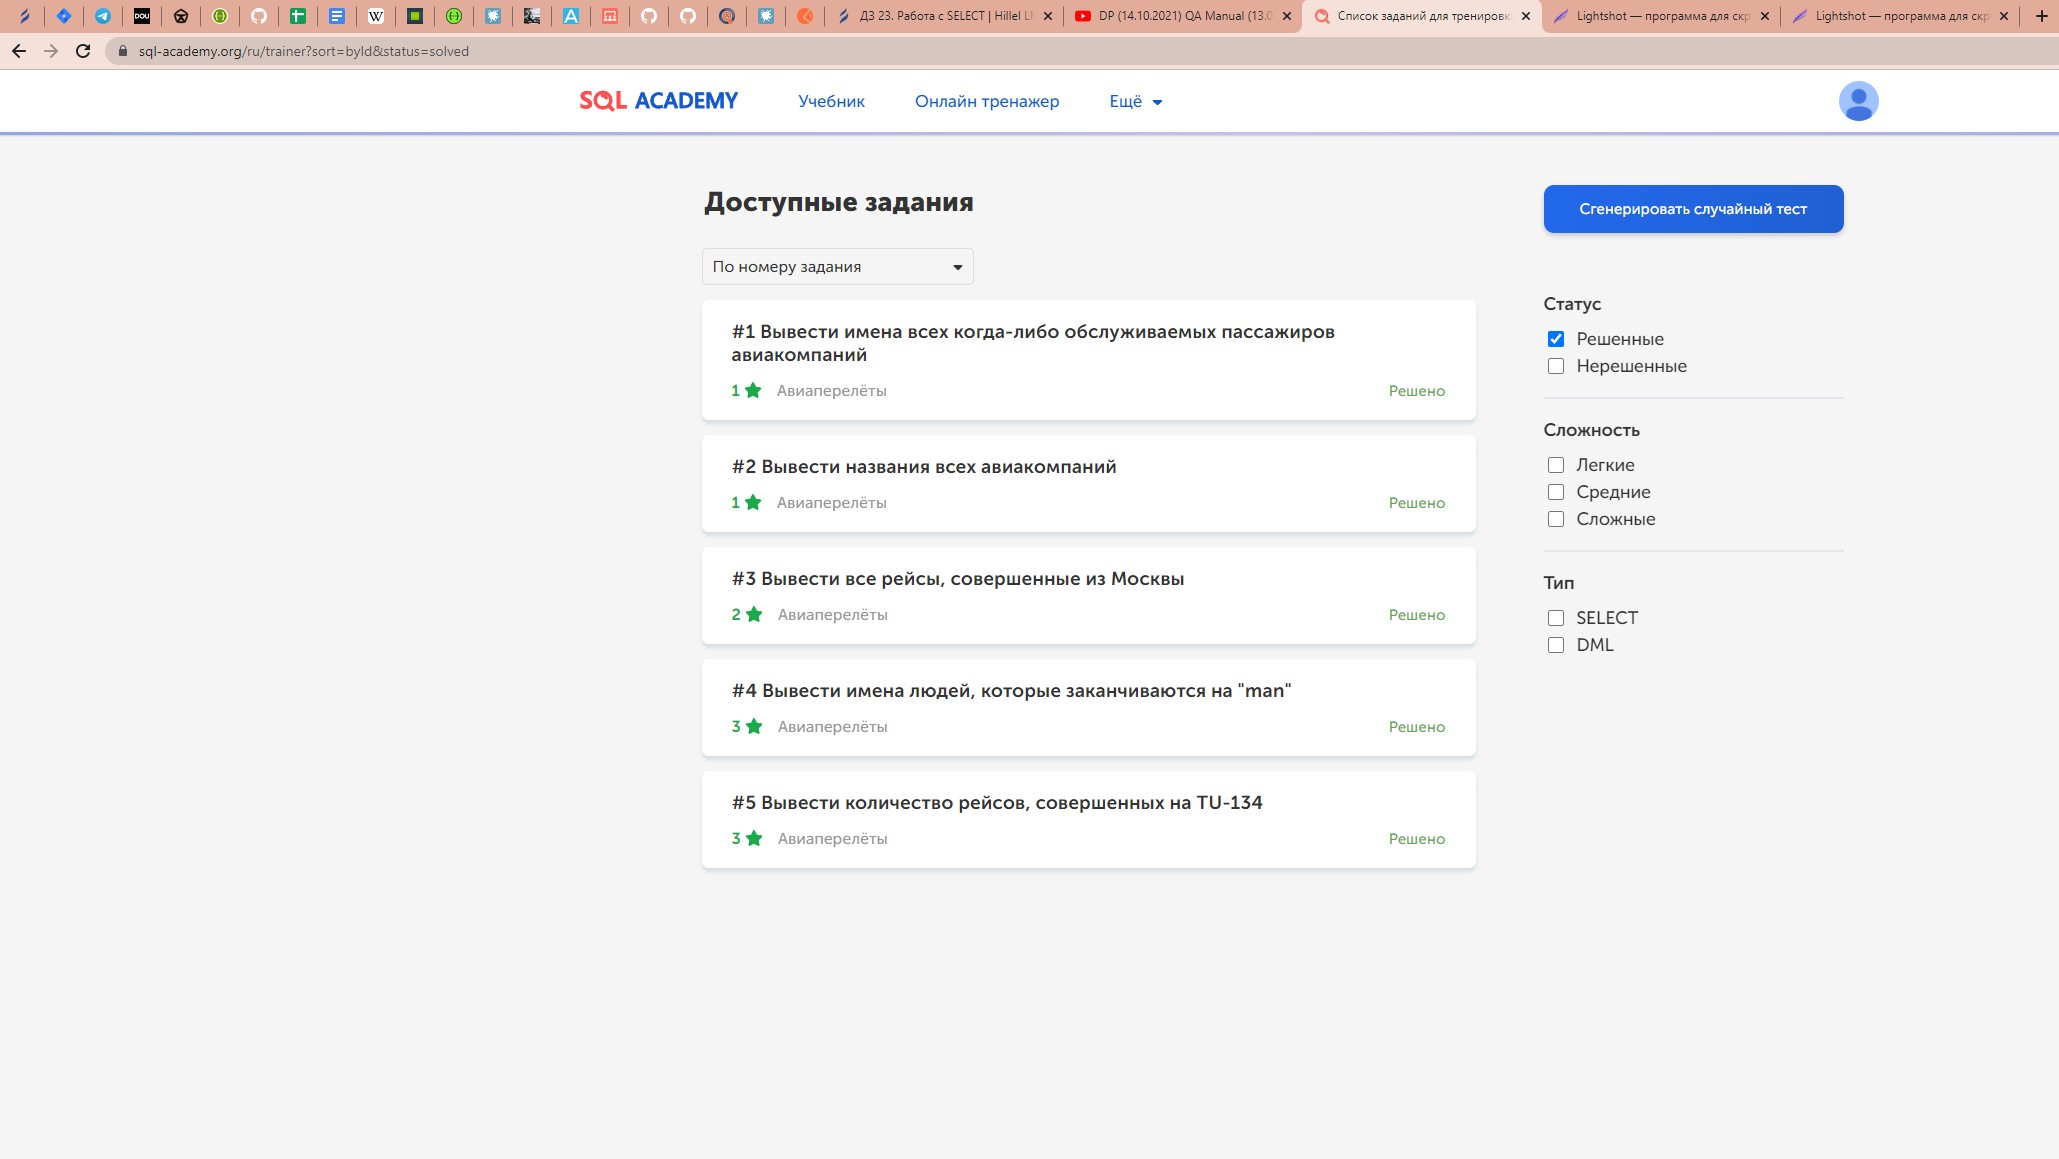 DOU
W
A
ДЗ 23. Работа с SELECT | Hillel
DP (14.10.2021) QA Manual (13.0
Список заданий для тренировк
Lightshot — программа для скр
Lightshot — программа для скр
sql-academy.org/ru/trainer?sort=byId&status=solved
SQL ACADEMY
Учебник
Онлайн тренажер
Ещё
Доступные задания
Сгенерировать случайный тест
По номеру задания
#1 Вывести имена всех когда-либо обслуживаемых пассажиров
авиакомпаний
1 Авиаперелёты Решено
#2 Вывести названия всех авиакомпаний
1 Авиаперелёты Решено
#3 Вывести все рейсы, совершенные из Москвы
2 Авиаперелёты Решено
#4 Вывести имена людей, которые заканчиваются на "man"
3 Авиаперелёты Решено
#5 Вывести количество рейсов, совершенных на TU-134
3 Авиаперелёты Решено
Статус
Решенные
Нерешенные
Сложность
Легкие
Средние
Сложные
Тип
SELECT
DML